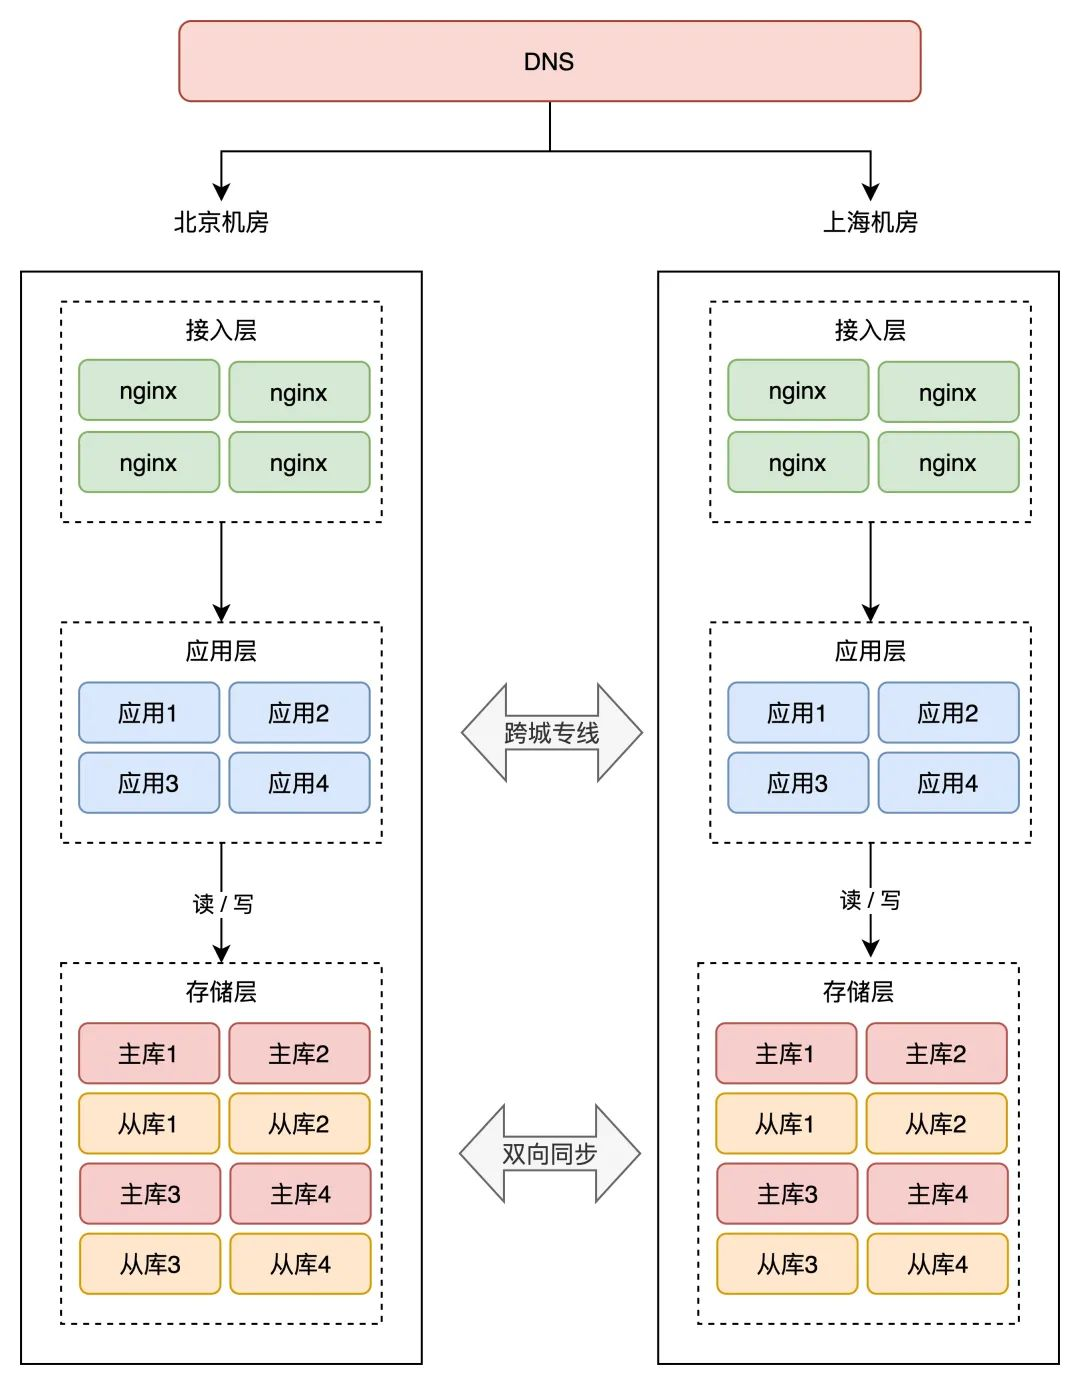 DNS
北京机房
上海机房
接入层
nginx
nginx
nginx
nginx
应用层
应用1
应用2
应用3
应用4
读 / 写
存储层
主库1
主库2
从库1
从库2
主库3
主库4
从库3
从库4
跨城专线
双向同步
接入层
nginx
nginx
nginx
nginx
应用层
应用1
应用2
应用3
应用4
读 / 写
存储层
主库1
主库2
从库1
从库2
主库3
主库4
从库3
从库4